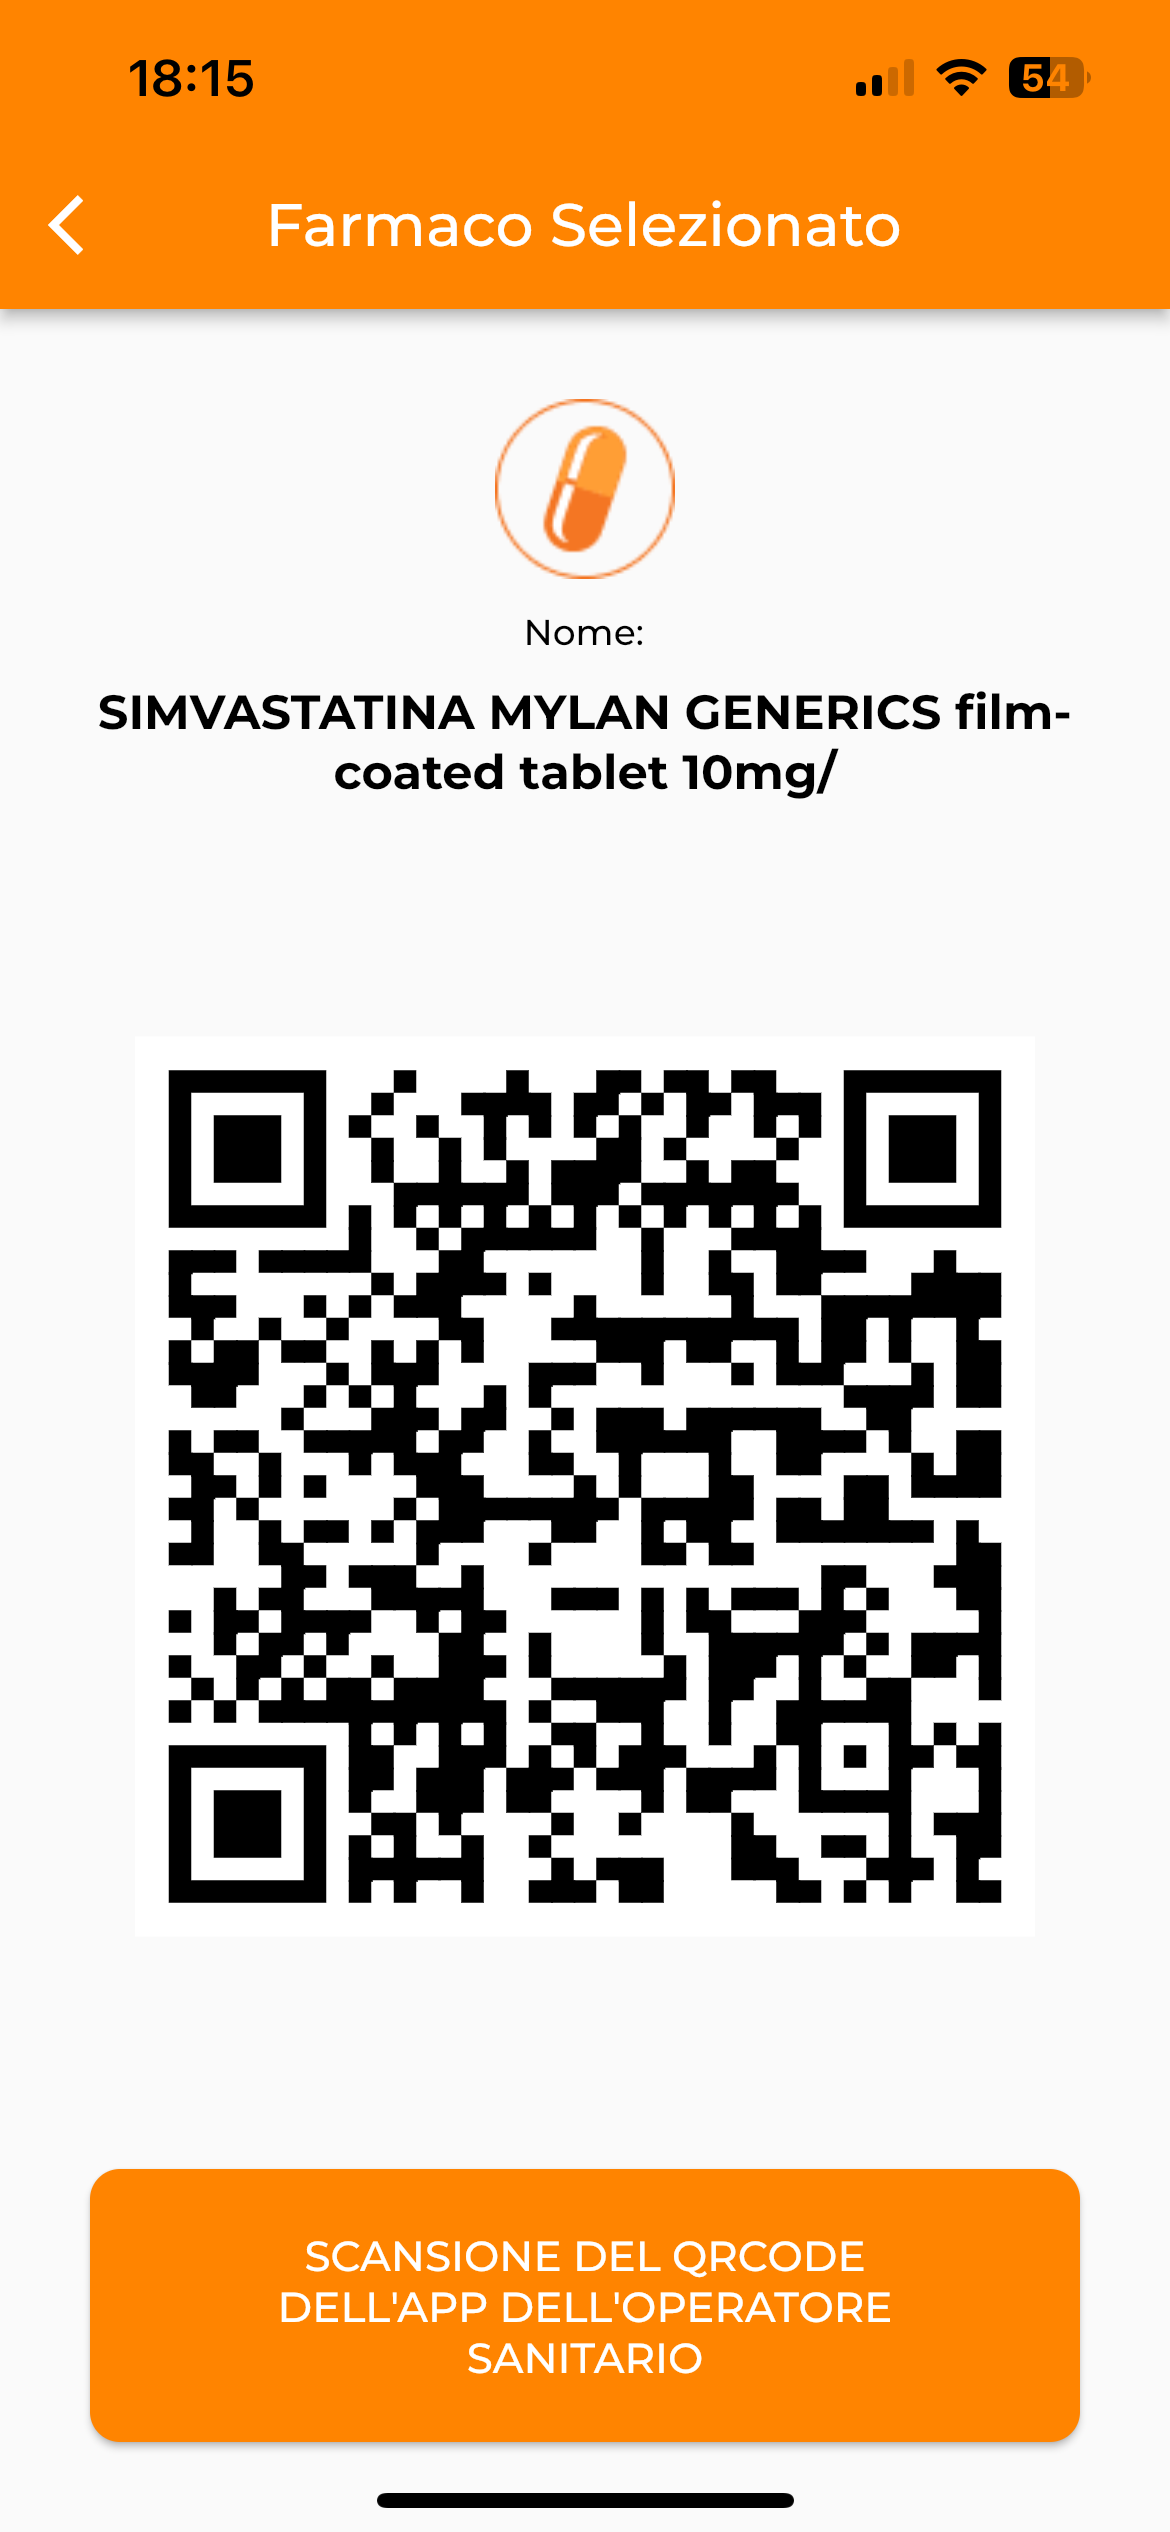 18:15
54
Farmaco Selezionato
Nome:
SIMVASTATINA MYLAN GENERICS film-
coated tablet 10mg/
SCANSIONE DEL QRCODE
DELL'APP DELL'OPERATORE
SANITARIO